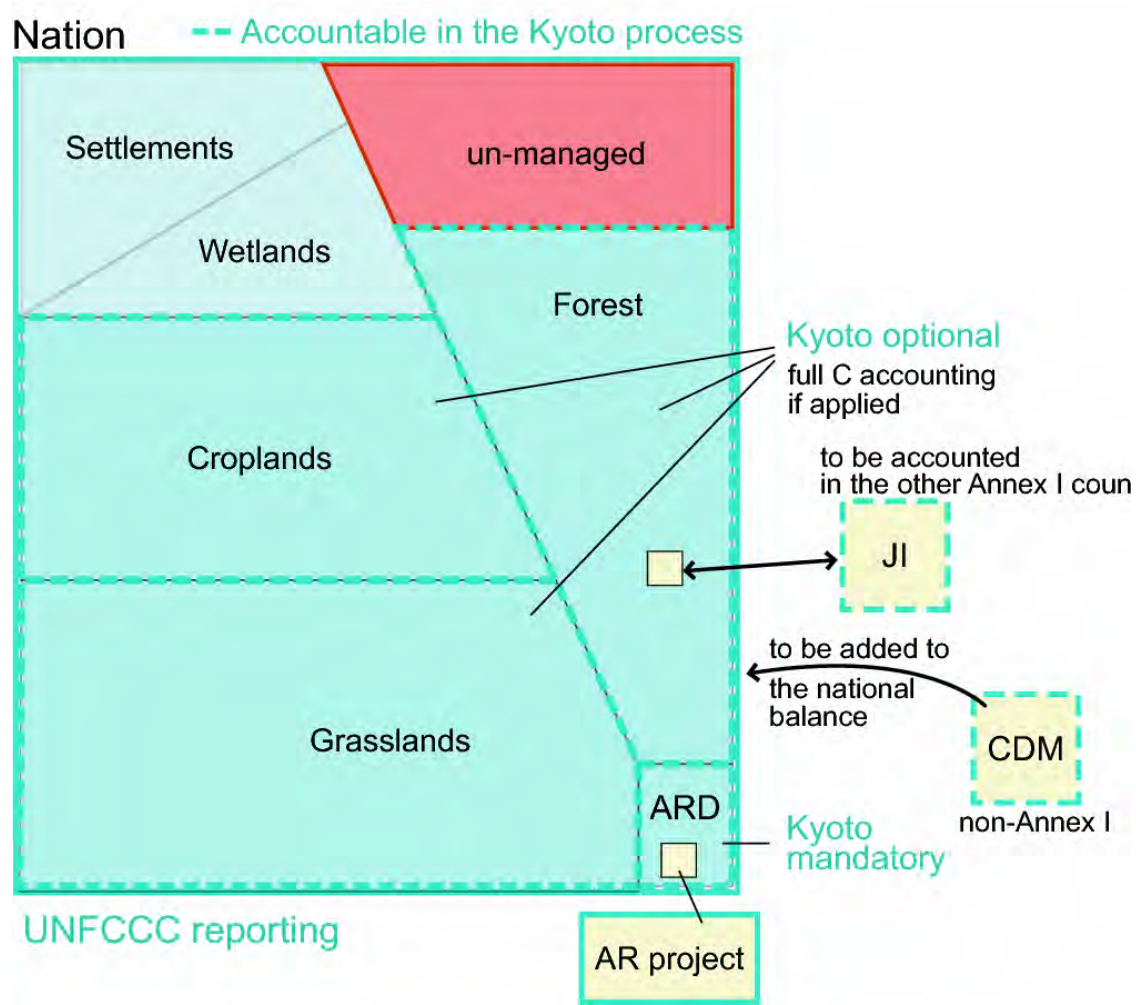 Nation
Accountable in the Kyoto process
Settlements
un-managed
Wetlands
Forest
Kyoto optional
full C accounting
if applied
Croplands
to be accounted
in the other Annex I coun
JI
to be added to
the national
balance
Grasslands
CDM
non-Annex I
ARD
Kyoto
mandatory
UNFCCC reporting
AR project